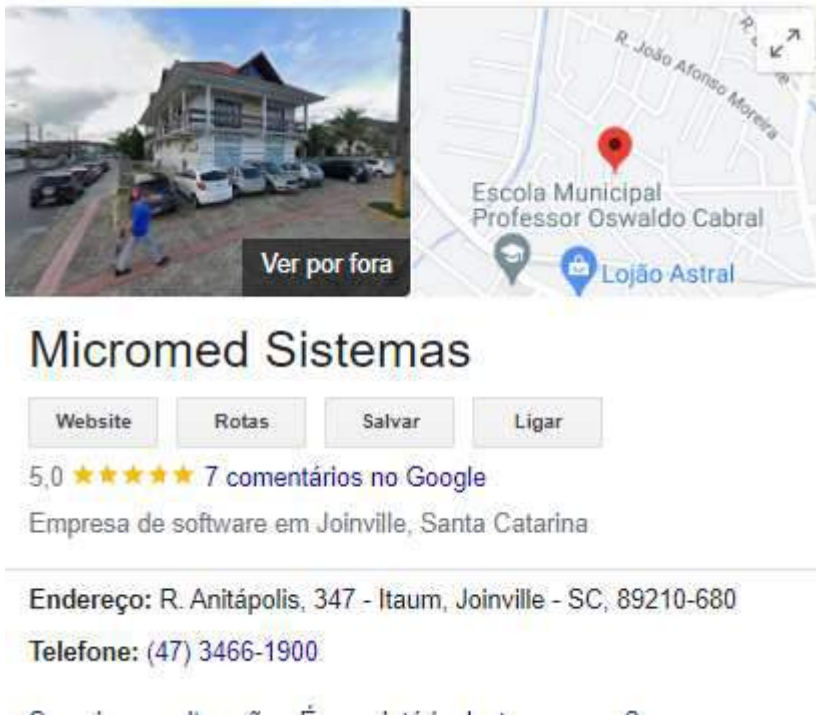 R. João Afonso Moreira
Escola Municipal
Professor Oswaldo Cabral
Lojão Astral
Ver por fora
Micromed Sistemas
Website Rotas Salvar Ligar
5,0 7 comentários no Google
Empresa de software em Joinville, Santa Catarina
Endereço: R. Anitápolis, 347 - Itaum, Joinville - SC, 89210-680
Telefone: (47) 3466-1900